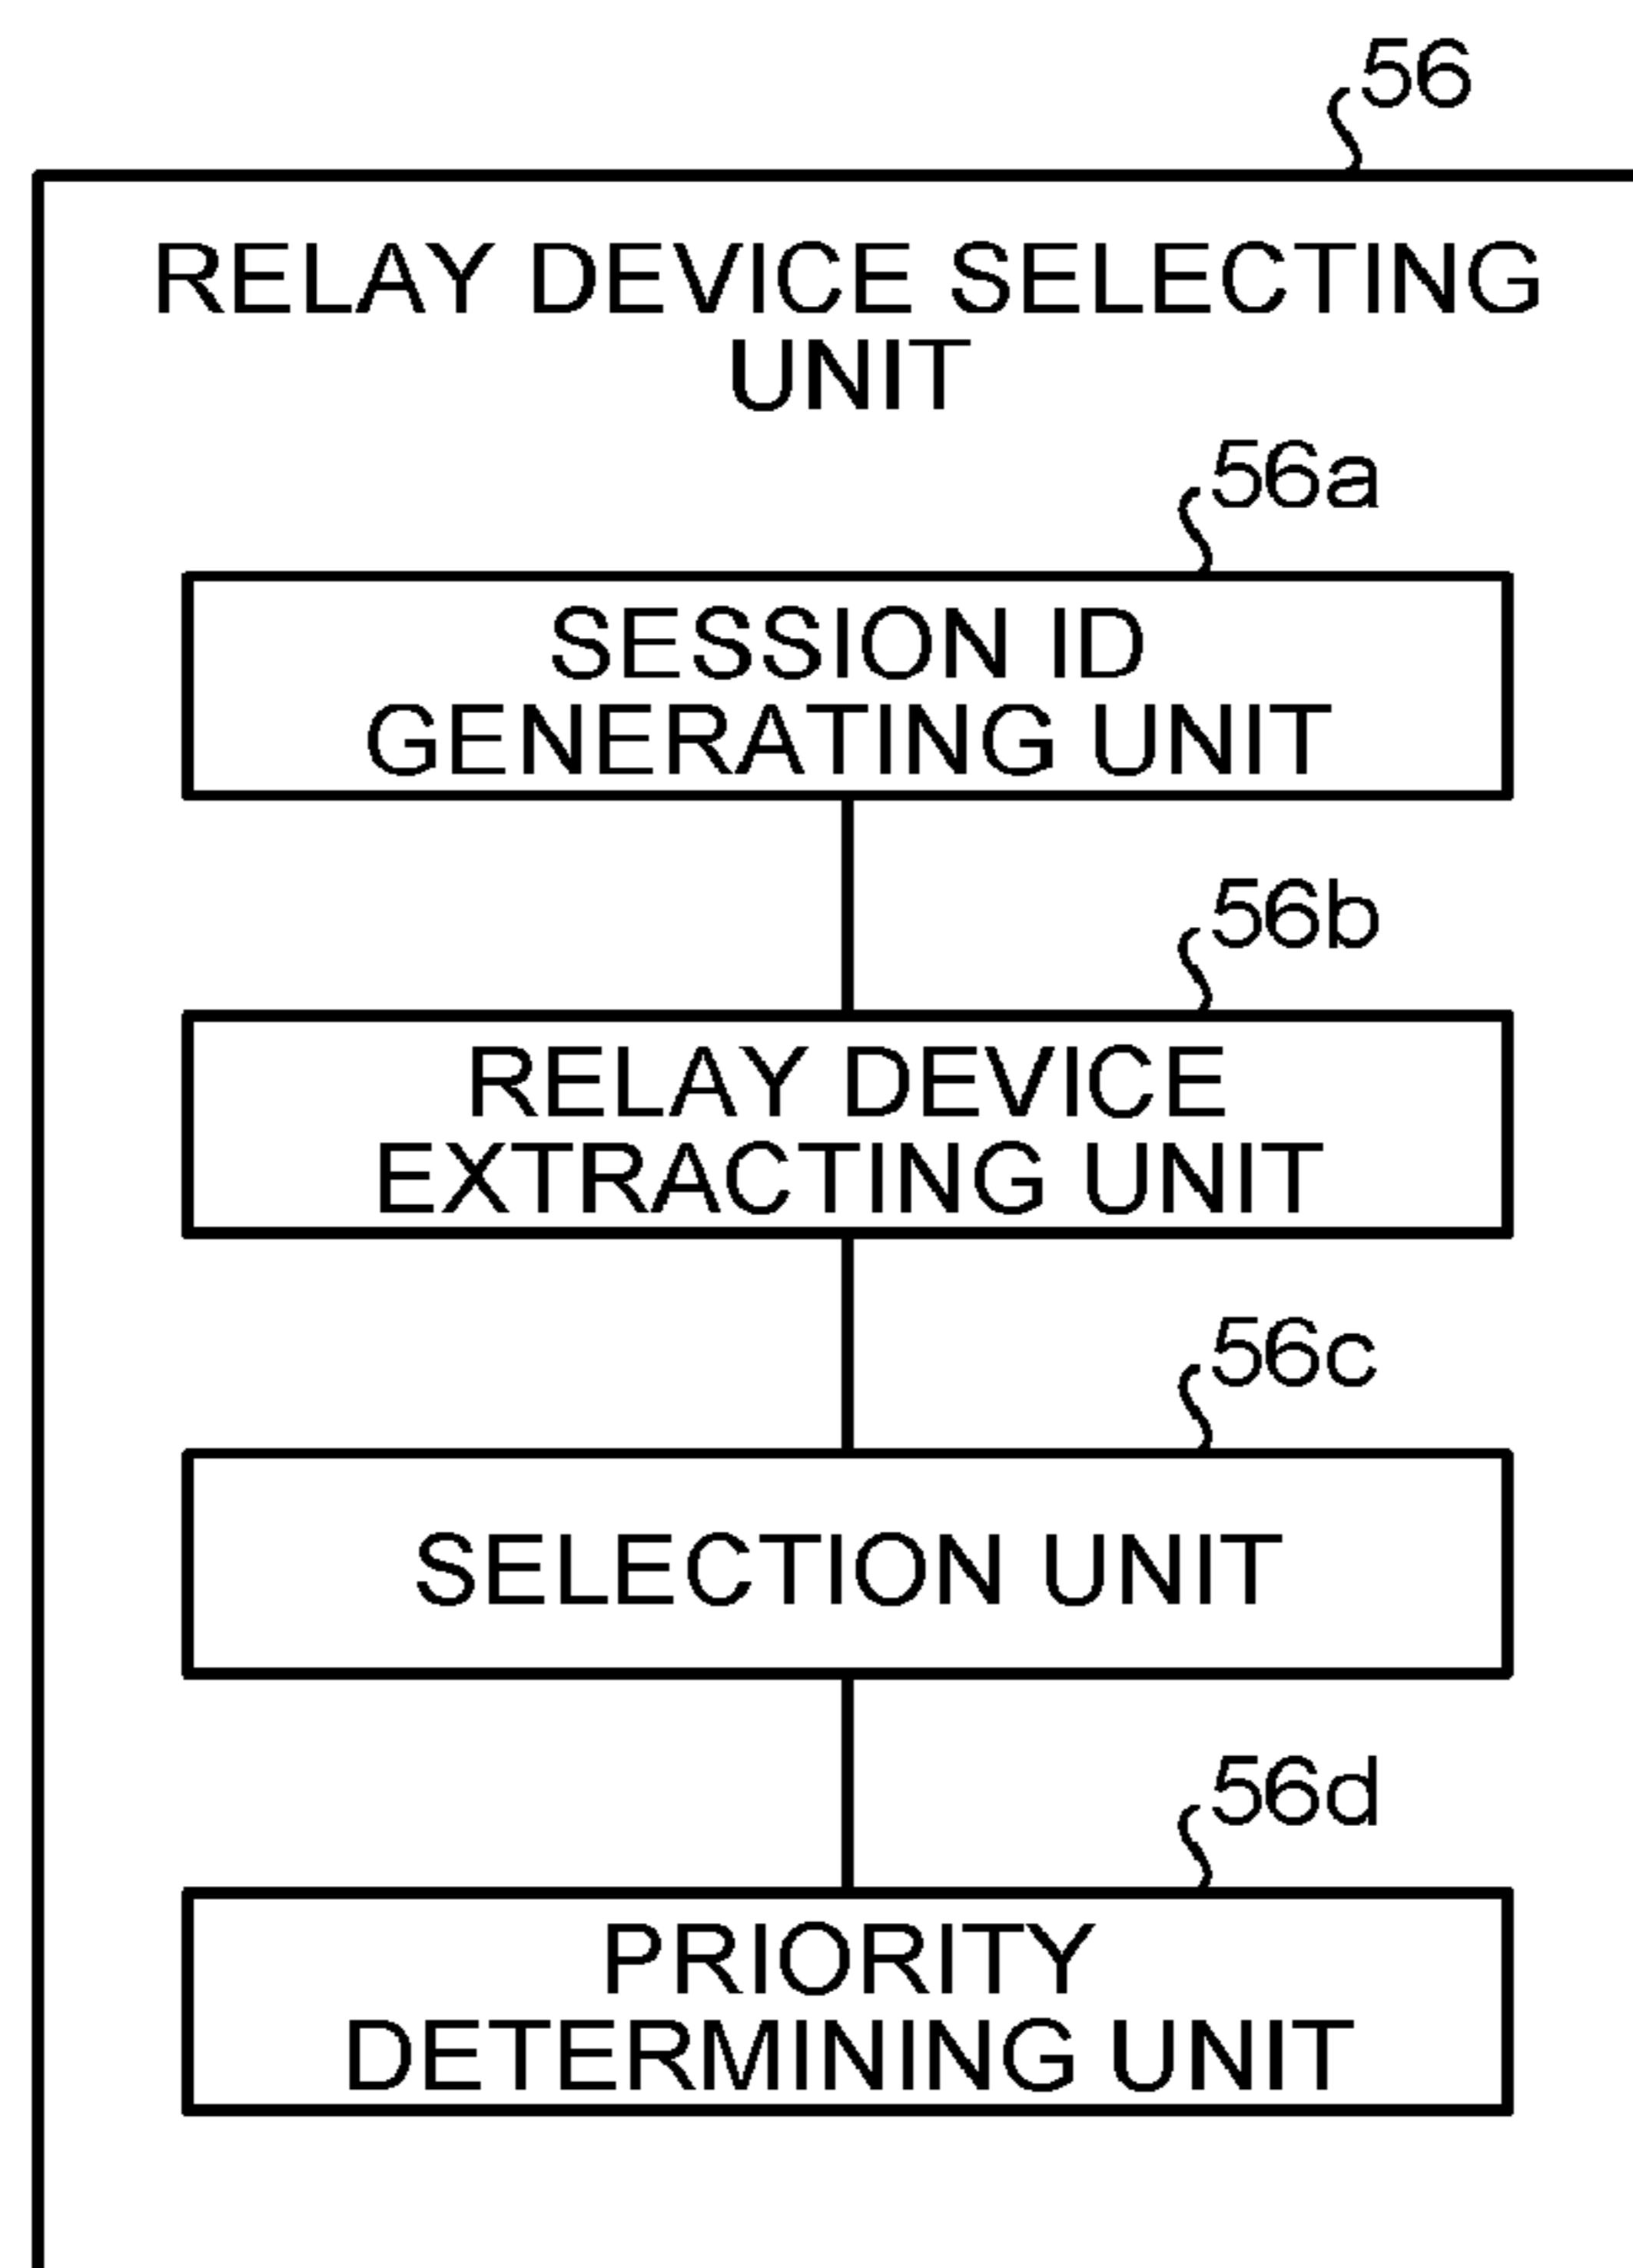 56
RELAY DEVICE SELECTING
UNIT
56a
SESSION ID
GENERATING UNIT
56b
RELAY DEVICE
EXTRACTING UNIT
56c
SELECTION UNIT
56d
PRIORITY
DETERMINING UNIT